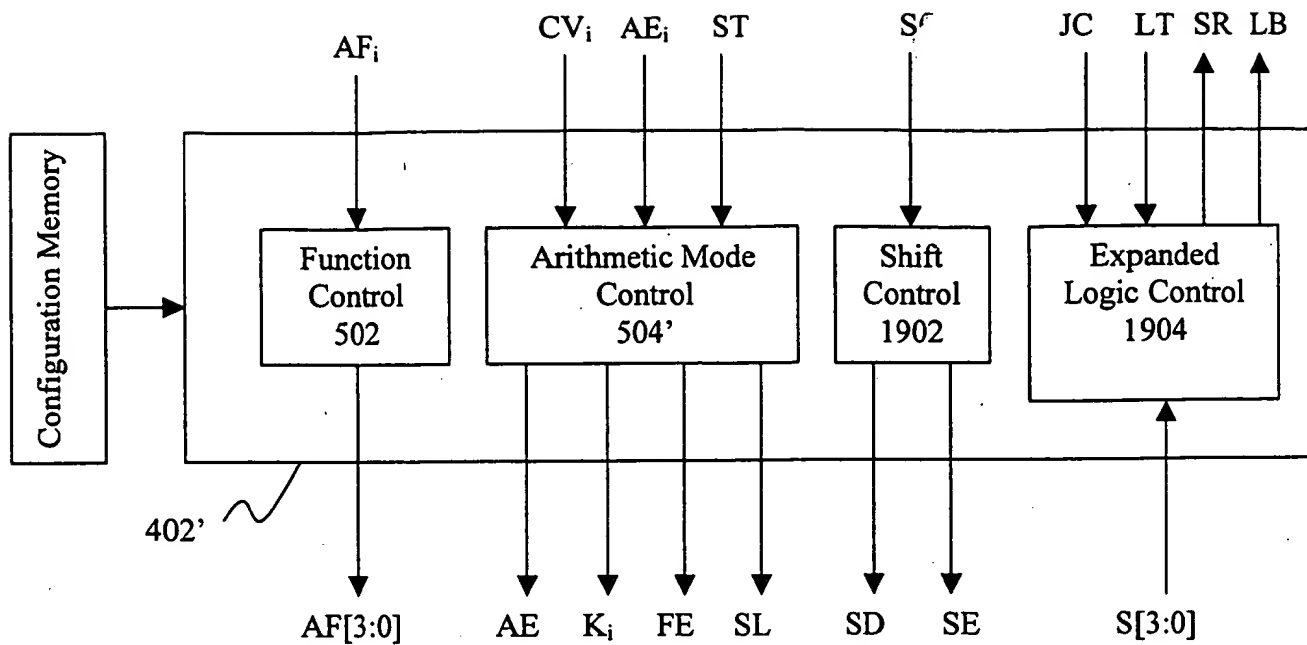 AFᵢ CVᵢ AEᵢ ST JC LT SR LB
Configuration Memory
Function
Control
502
Arithmetic Mode
Control
504’
Shift
Control
1902
Expanded
Logic Control
1904
402’
AF[3:0] AE Kᵢ FE SL SD SE S[3:0]